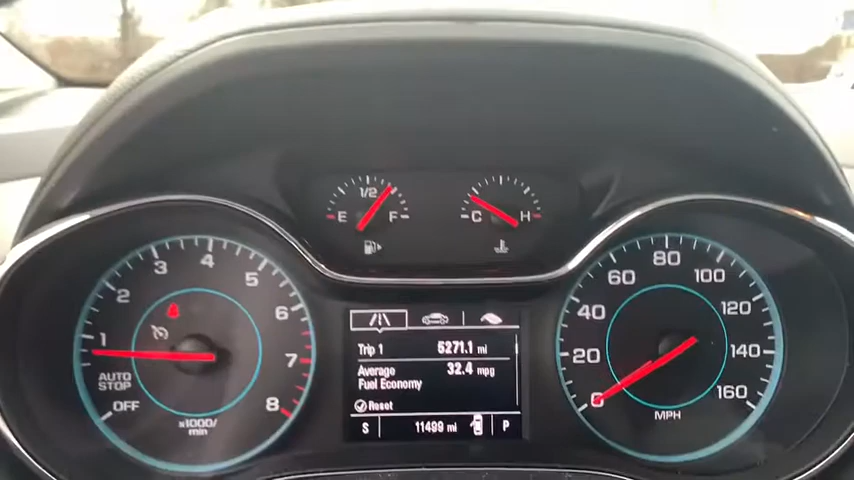 1/2
E F
C H
1 2 3 4 5 6 7 8
AUTO
STOP
OFF
x1000/
min
Trip 1 5271.1 mi
Average 32.4 mpg
Fuel Economy
Reset
S 11499 mi P
0 20 40 60 80 100 120 140 160
MPH